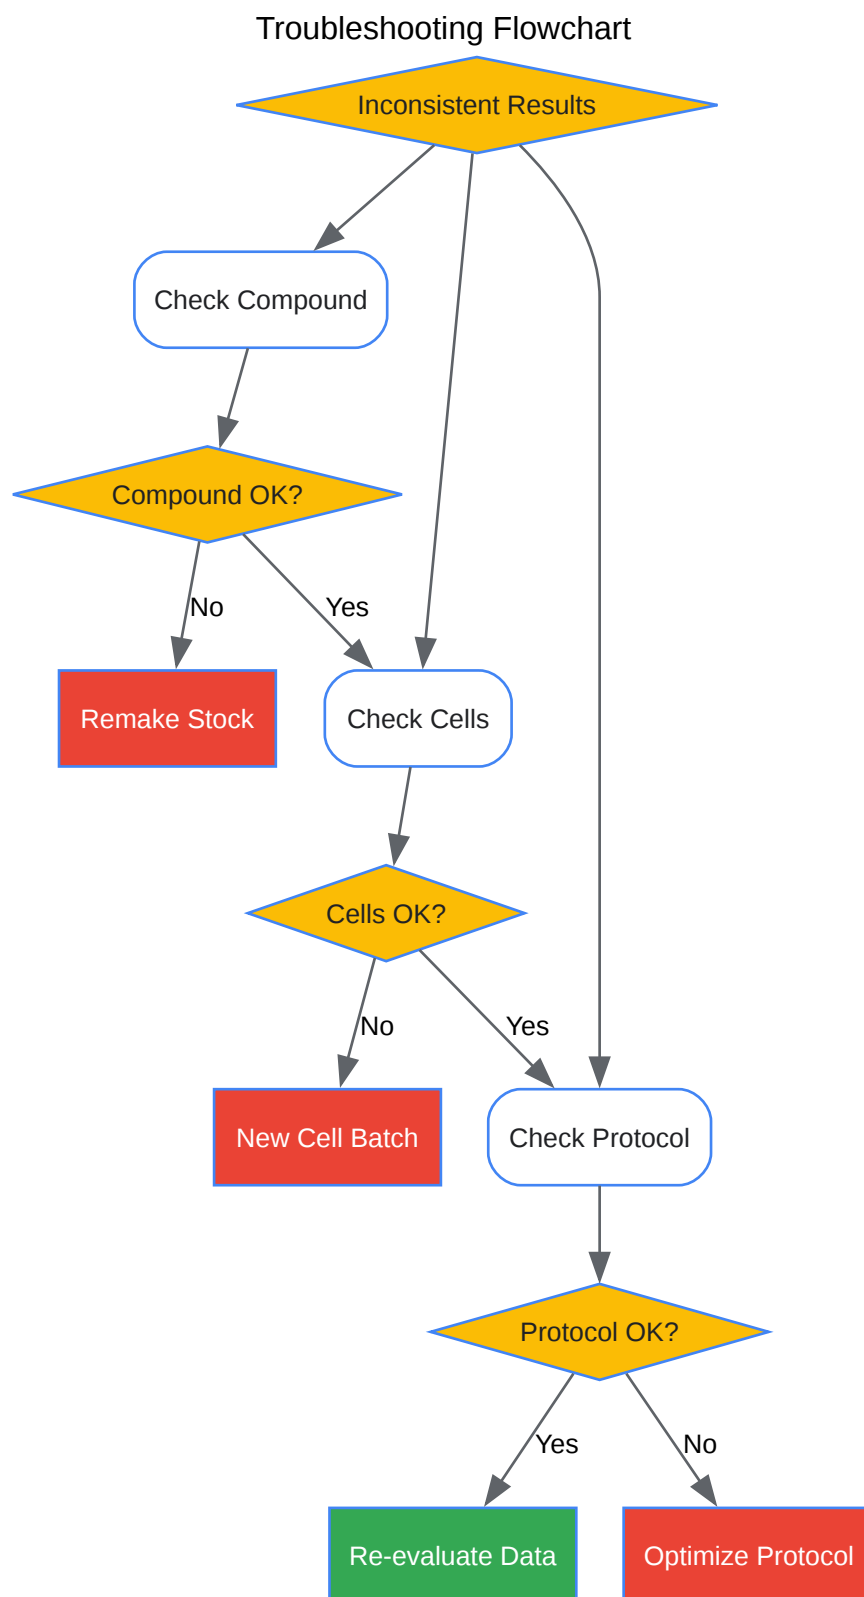 Troubleshooting Flowchart
Inconsistent Results
Check Compound
Compound OK?
No
Yes
Remake Stock
Check Cells
Cells OK?
No
Yes
New Cell Batch
Check Protocol
Protocol OK?
Yes
No
Re-evaluate Data
Optimize Protocol